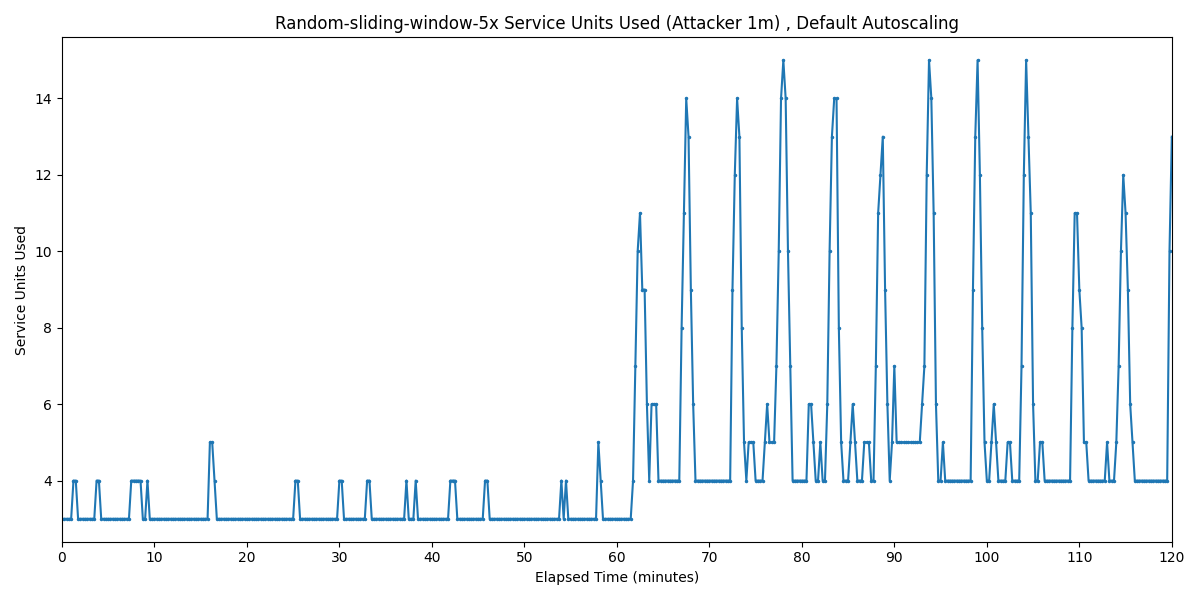 Random-sliding-window-5x Service Units Used (Attacker 1m) , Default Autoscaling
Service Units Used
14
12
10
8
6
4
0 10 20 30 40 50 60 70 80 90 100 110 120
Elapsed Time (minutes)